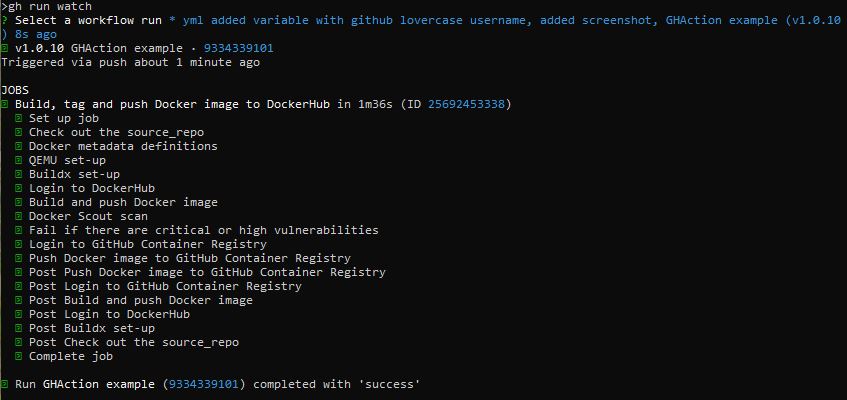 >gh run watch
? Select a workflow run * yml added variable with github lovercase username, added screenshot, GHAction example (v1.0.10
) 8s ago
v1.0.10 GHAction example · 9334339101
Triggered via push about 1 minute ago
JOBS
Build, tag and push Docker image to DockerHub in 1m36s (ID 25692453338)
Set up job
Check out the source_repo
Docker metadata definitions
QEMU set-up
Buildx set-up
Login to DockerHub
Build and push Docker image
Docker Scout scan
Fail if there are critical or high vulnerabilities
Login to GitHub Container Registry
Push Docker image to GitHub Container Registry
Post Push Docker image to GitHub Container Registry
Post Login to GitHub Container Registry
Post Build and push Docker image
Post Login to DockerHub
Post Buildx set-up
Post Check out the source_repo
Complete job
Run GHAction example (9334339101) completed with 'success'